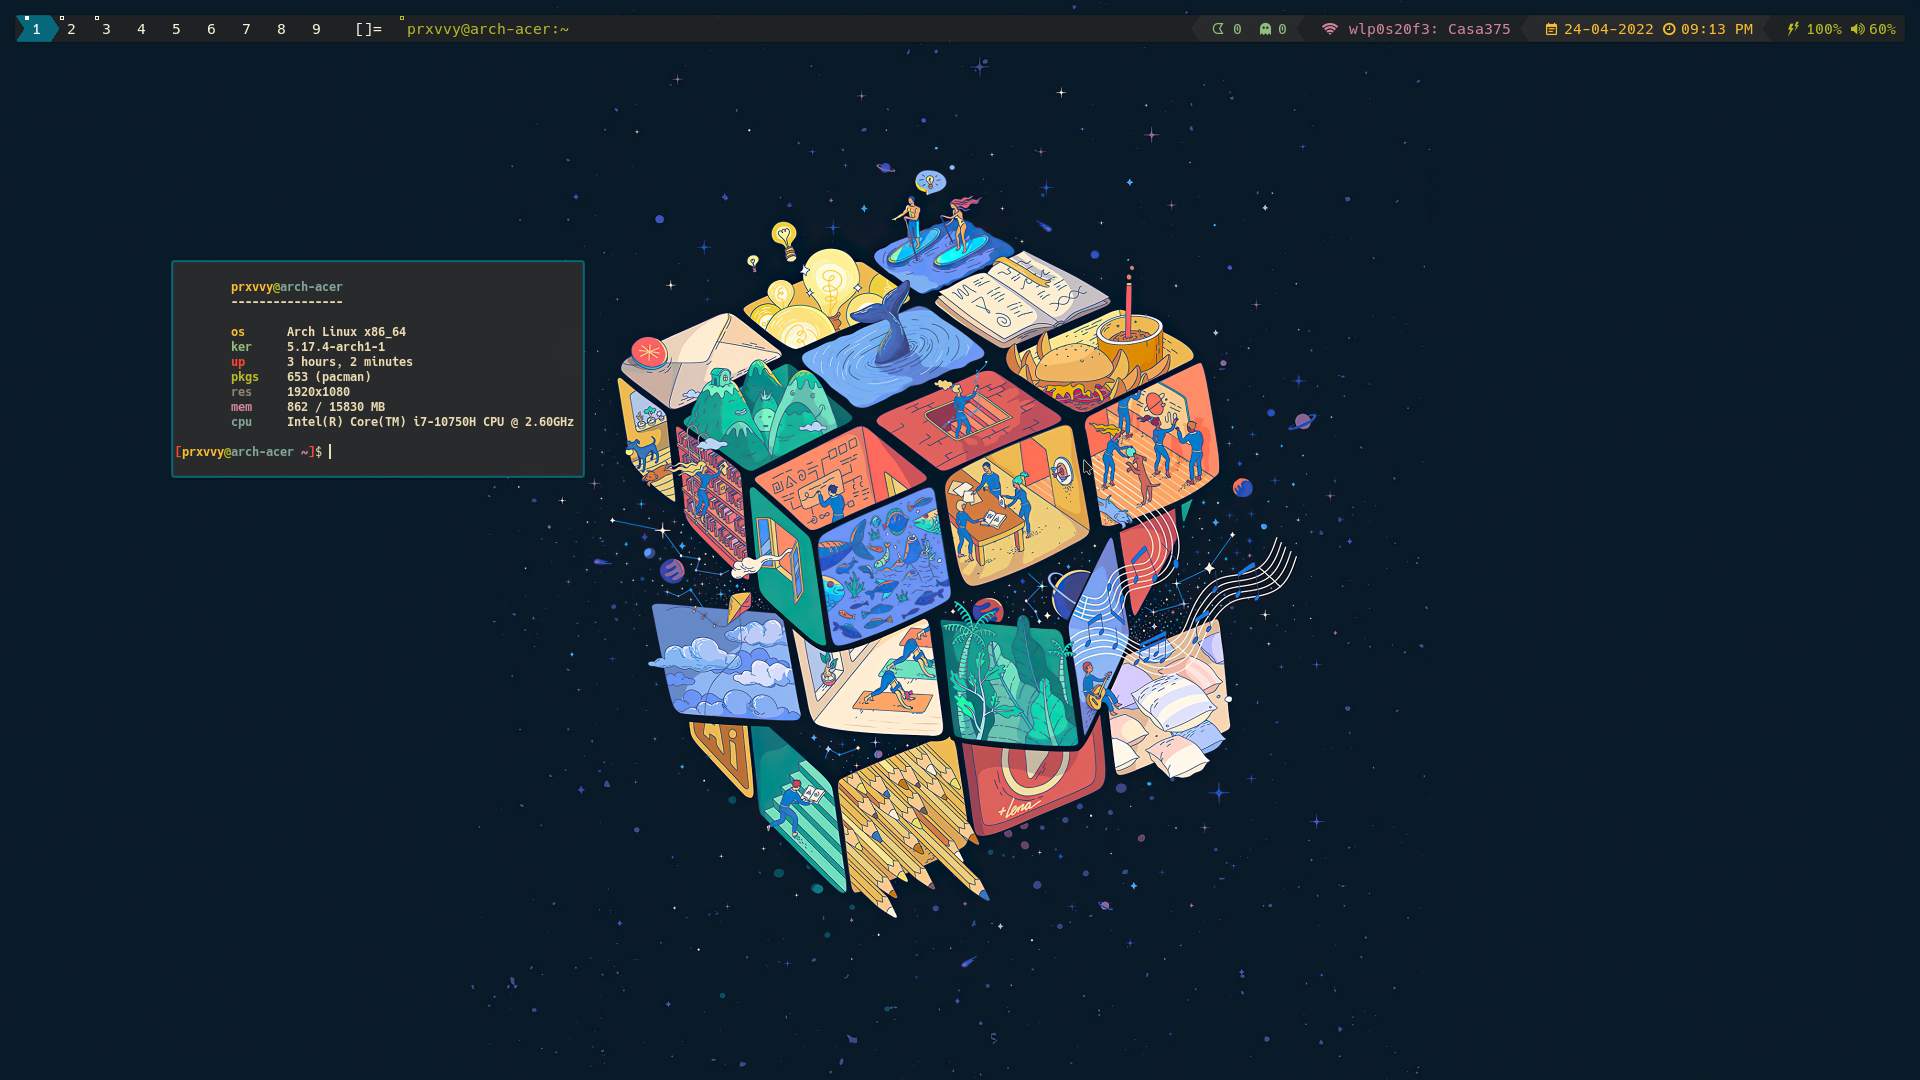 1 2 3 4 5 6 7 8 9 []= prxvvy@arch-acer:~ 0 0 wlp0s20f3: Casa375 24-04-2022 09:13 PM 100% 60%
prxvvy@arch-acer
----------------
os Arch Linux x86_64
ker 5.17.4-arch1-1
up 3 hours, 2 minutes
pkgs 653 (pacman)
res 1920x1080
mem 862 / 15830 MB
cpu Intel(R) Core(TM) i7-10750H CPU @ 2.60GHz
[prxvvy@arch-acer ~]$
Ai
+Lena